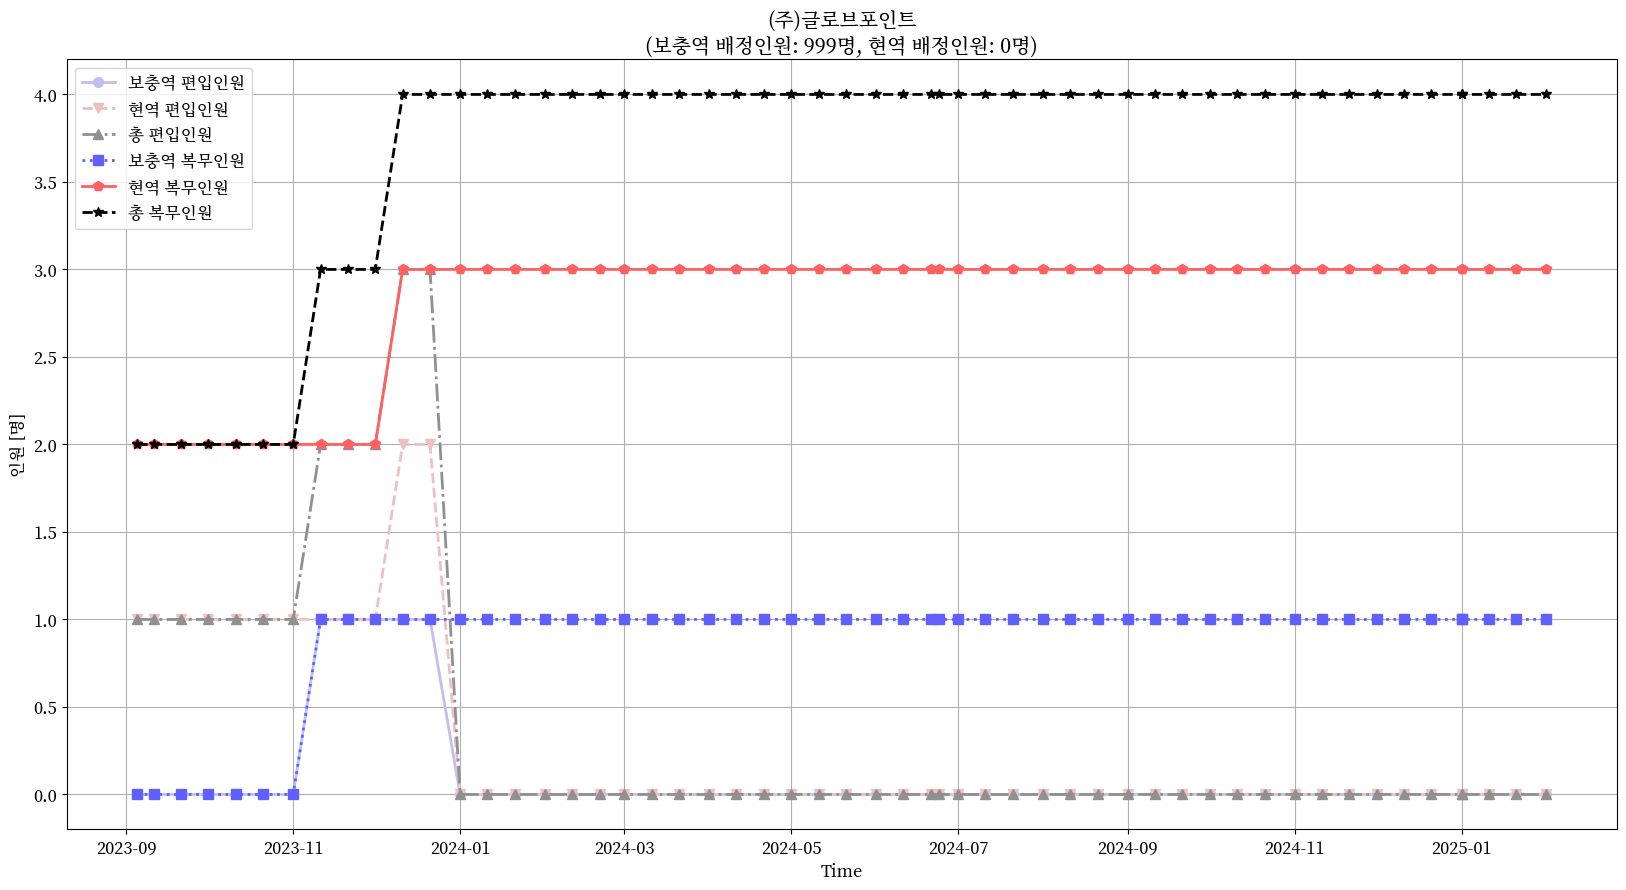 (주)글로브포인트
(보충역 배정인원: 999명, 현역 배정인원: 0명)
보충역 편입인원
현역 편입인원
총 편입인원
보충역 복무인원
현역 복무인원
총 복무인원
인원 [명]
4.0
3.5
3.0
2.5
2.0
1.5
1.0
0.5
0.0
2023-09
2023-11
2024-01
2024-03
2024-05
2024-07
2024-09
2024-11
2025-01
Time